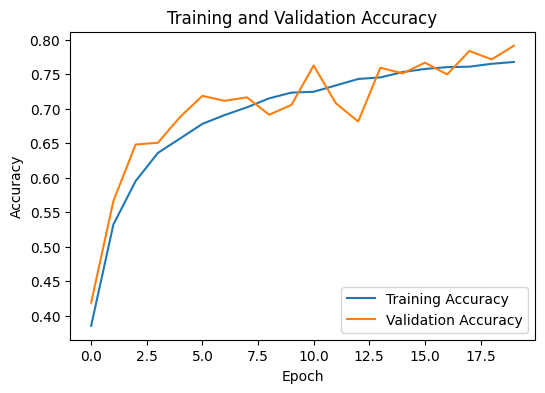 Training and Validation Accuracy
Accuracy
0.80
0.75
0.70
0.65
0.60
0.55
0.50
0.45
0.40
Training Accuracy
Validation Accuracy
0.0 2.5 5.0 7.5 10.0 12.5 15.0 17.5
Epoch